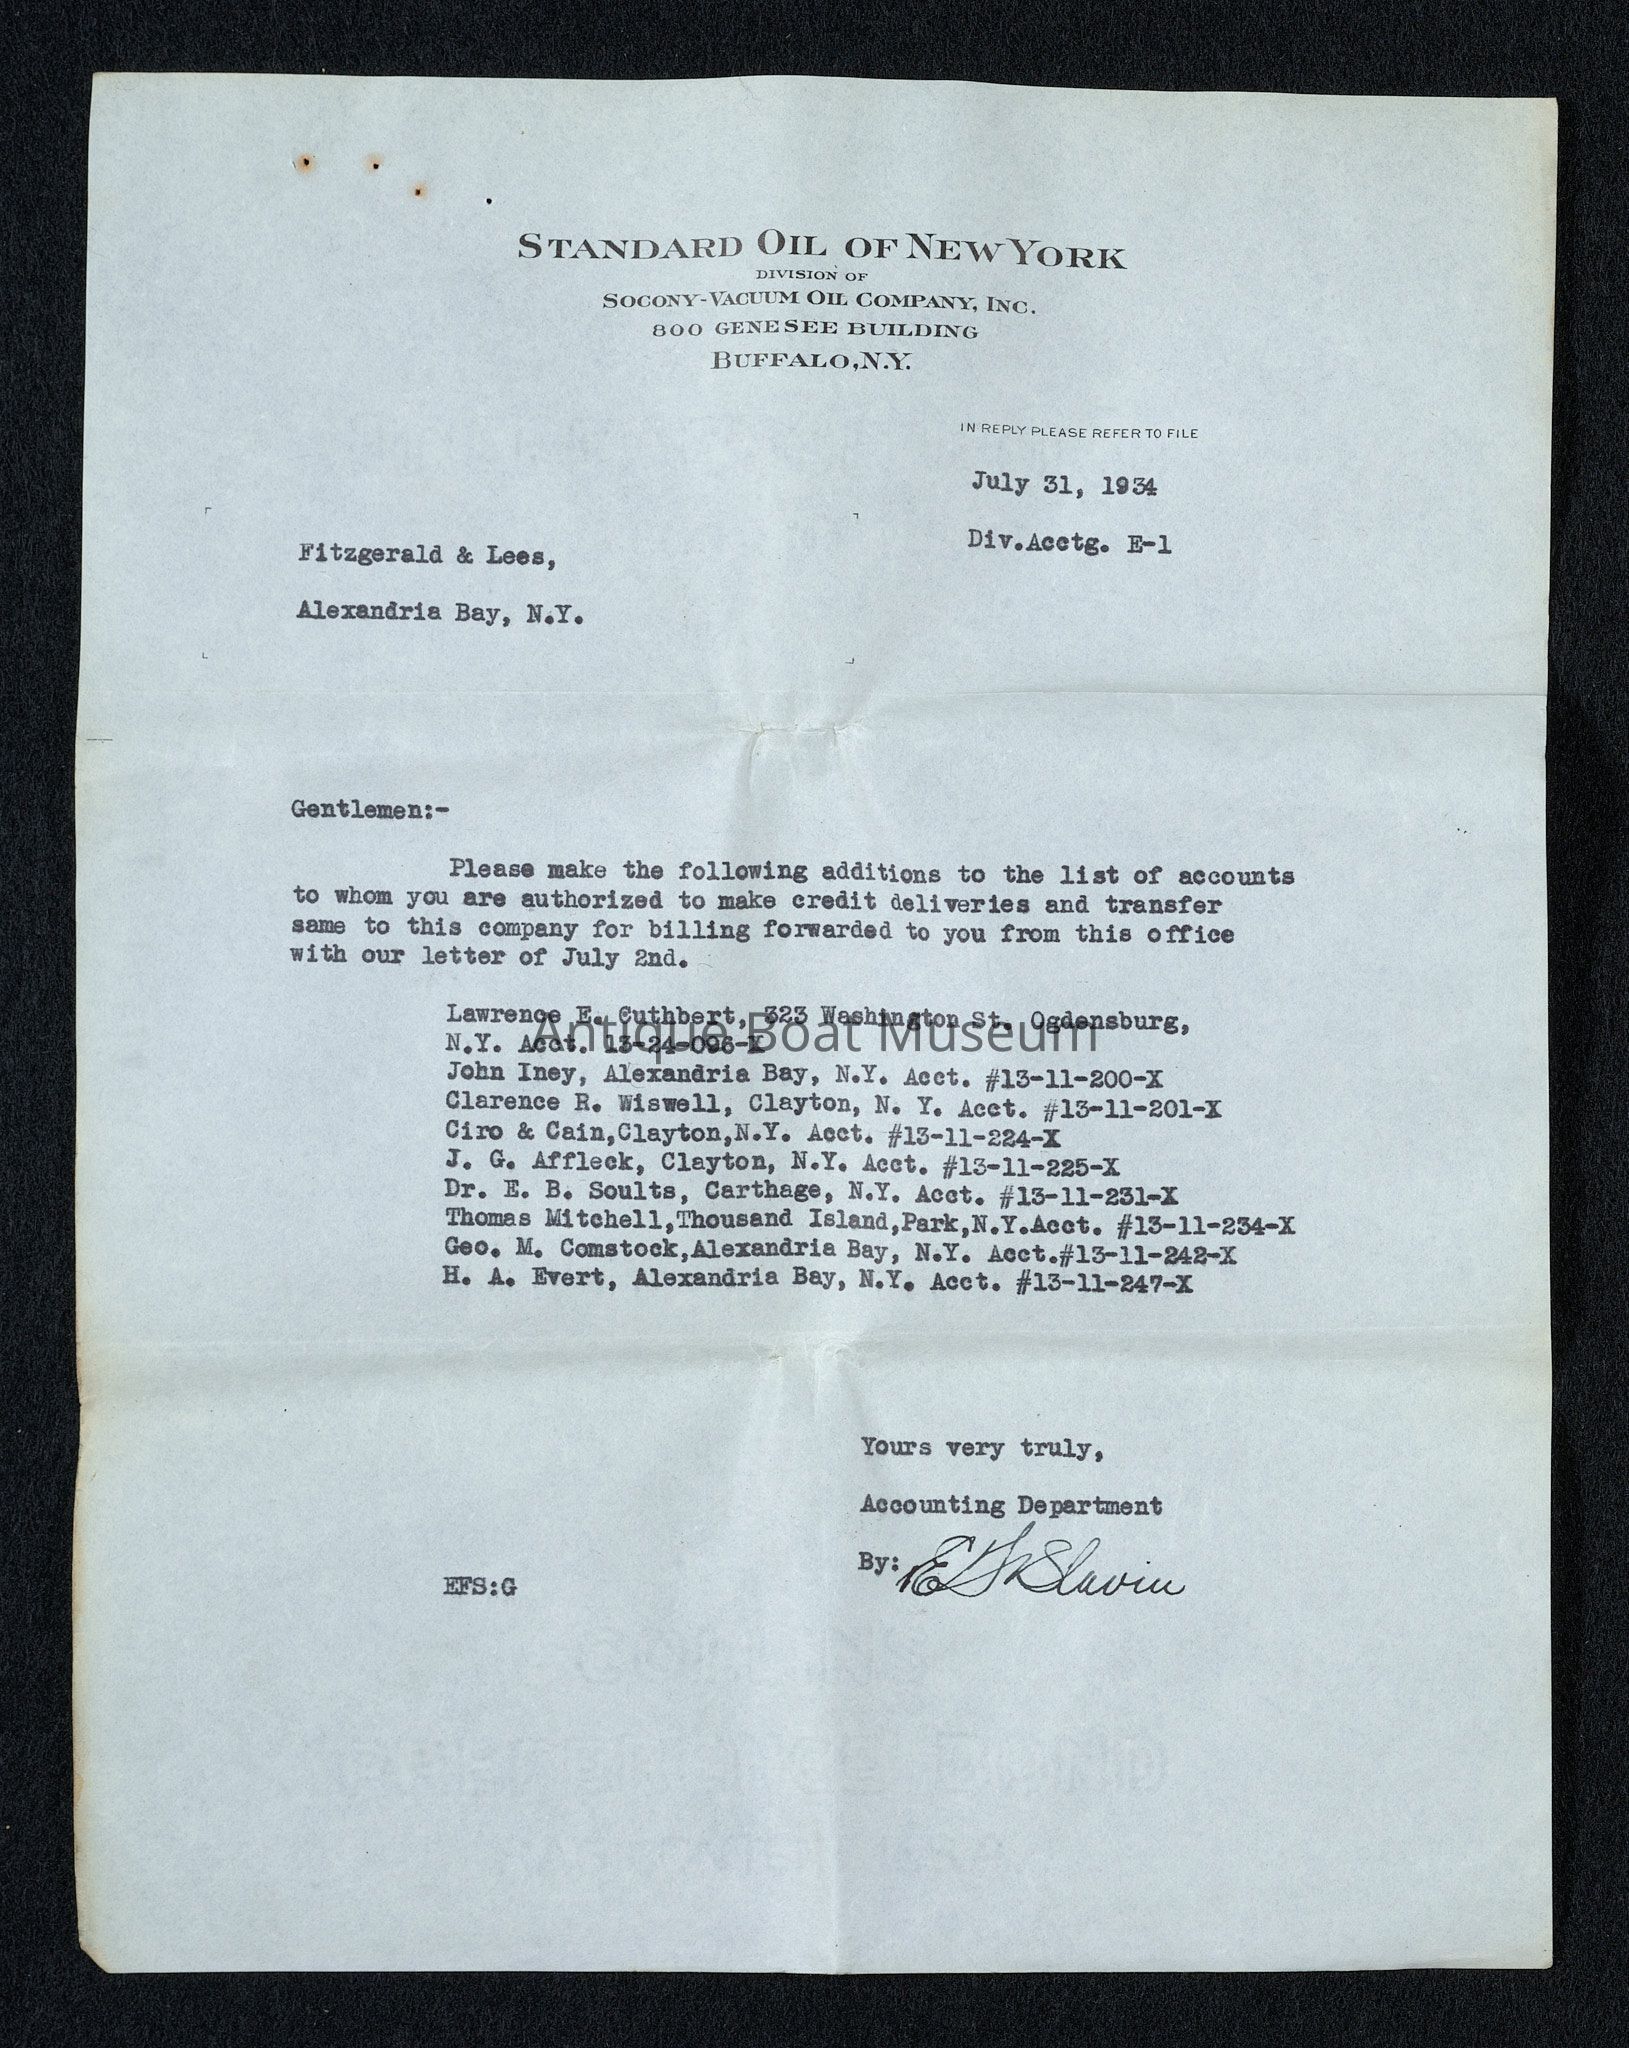 STANDARD OIL OF NEW YORK
DIVISION OF
SOCONY-VACUUM OIL COMPANY, INC.
800 GENESEE BUILDING
BUFFALO, N.Y.
IN REPLY PLEASE REFER TO FILE
July 31, 1934
Div.Acctg. E-1
Fitzgerald & Lees,
Alexandria Bay, N.Y.
Gentlemen:-
Please make the following additions to the list of accounts
to whom you are authorized to make credit deliveries and transfer
same to this company for billing forwarded to you from this office
with our letter of July 2nd.
Lawrence E. Cuthbert, 323 Washington St. Ogdensburg,
Antique Boat Museum
N.Y. Acct. 13-24-096-X
John Iney, Alexandria Bay, N.Y. Acct. #13-11-200-X
Clarence R. Wiswell, Clayton, N. Y. Acct. #13-11-201-X
Ciro & Cain,Clayton,N.Y. Acct. #13-11-224-X
J. G. Affleck, Clayton, N.Y. Acct. #13-11-225-X
Dr. E. B. Soults, Carthage, N.Y. Acct. #13-11-231-X
Thomas Mitchell,Thousand Island,Park,N.Y.Acct. #13-11-234-X
Geo. M. Comstock,Alexandria Bay, N.Y. Acct.#13-11-242-X
H. A. Evert, Alexandria Bay, N.Y. Acct. #13-11-247-X
Yours very truly,
Accounting Department
By: E F Slavin
EFS:G